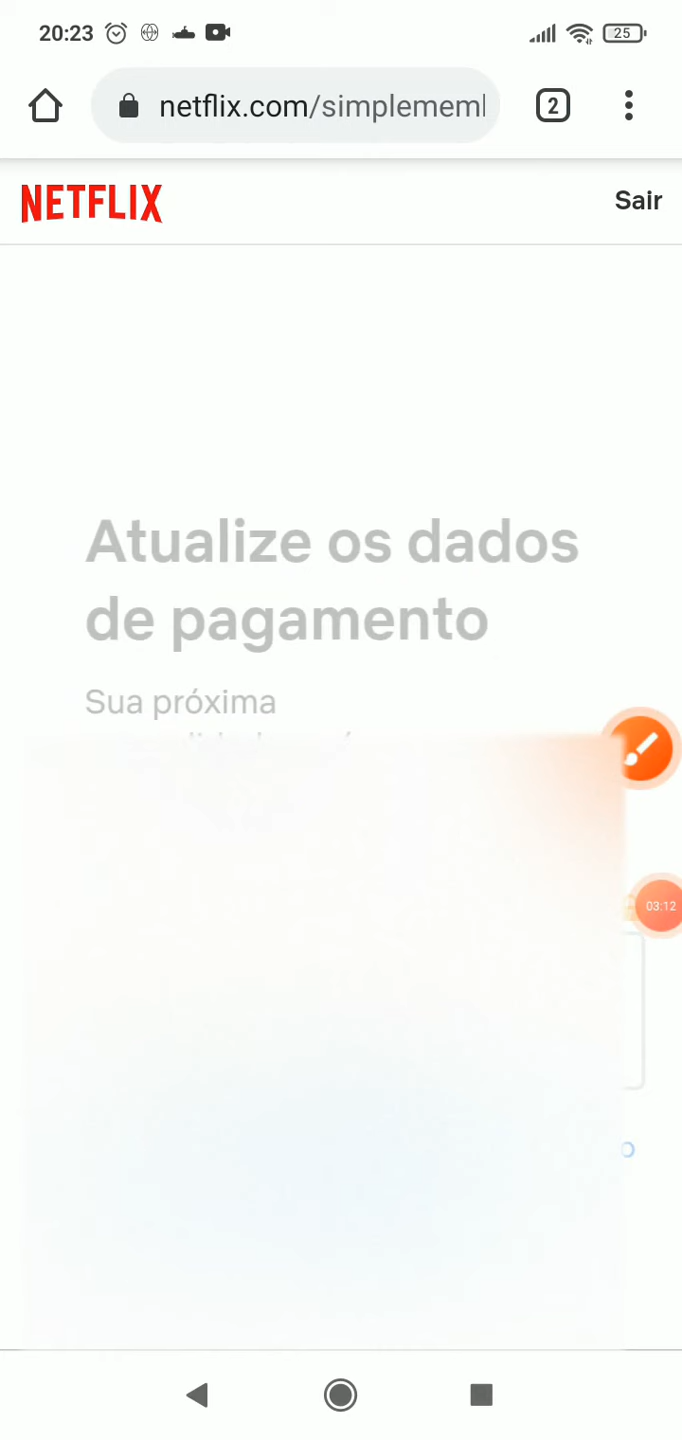 20:23
25
netflix.com/simplememl
2
NETFLIX
Sair
Atualize os dados
de pagamento
Sua próxima
03:12